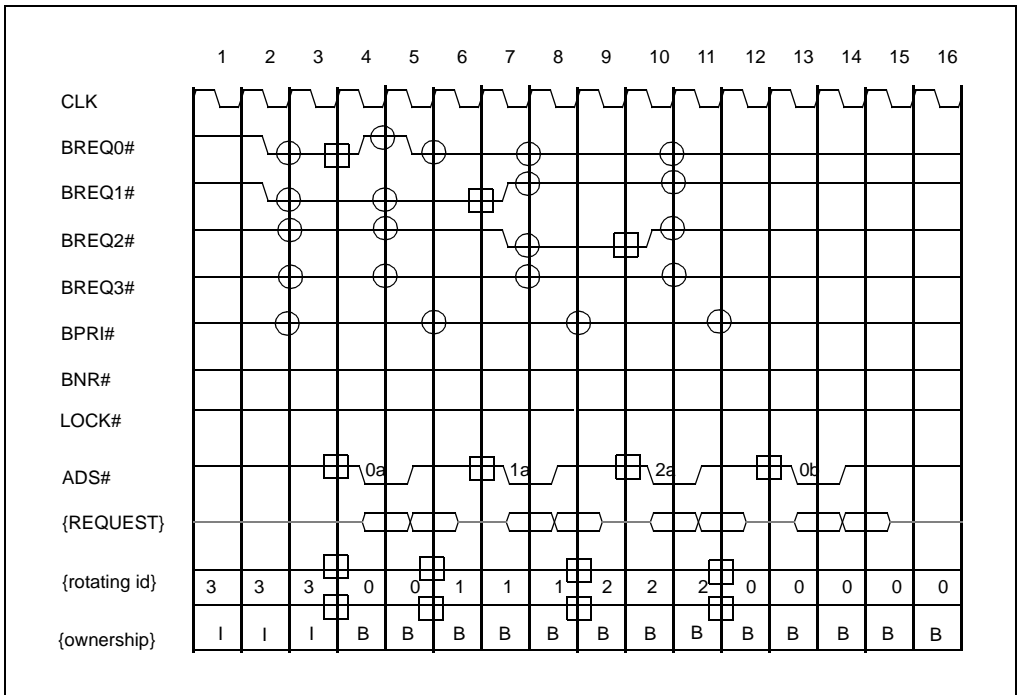 1 2 3 4 5 6 7 8 9 10 11 12 13 14 15 16
CLK
BREQ0#
BREQ1#
BREQ2#
BREQ3#
BPRI#
BNR#
LOCK#
ADS# 0a 1a 2a 0b
{REQUEST}
{rotating id} 3 3 3 0 0 1 1 1 2 2 2 0 0 0 0 0
{ownership} I I I B B B B B B B B B B B B B